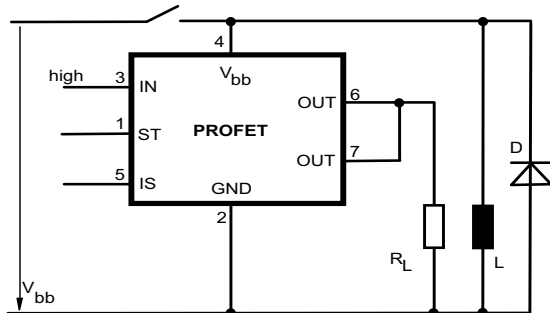 4
high
3
IN
V bb
6
OUT
1
ST
PROFET
OUT
7
5
IS
GND
2
D
R L
L
V bb